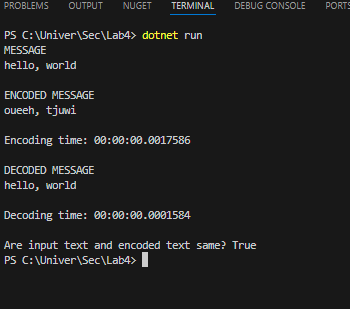 PROBLEMS OUTPUT NUGET TERMINAL DEBUG CONSOLE PORTS
PS C:\Univer\Sec\Lab4> dotnet run
MESSAGE
hello, world
ENCODED MESSAGE
oueeh, tjuwi
Encoding time: 00:00:00.0017586
DECODED MESSAGE
hello, world
Decoding time: 00:00:00.0001584
Are input text and encoded text same? True
PS C:\Univer\Sec\Lab4>